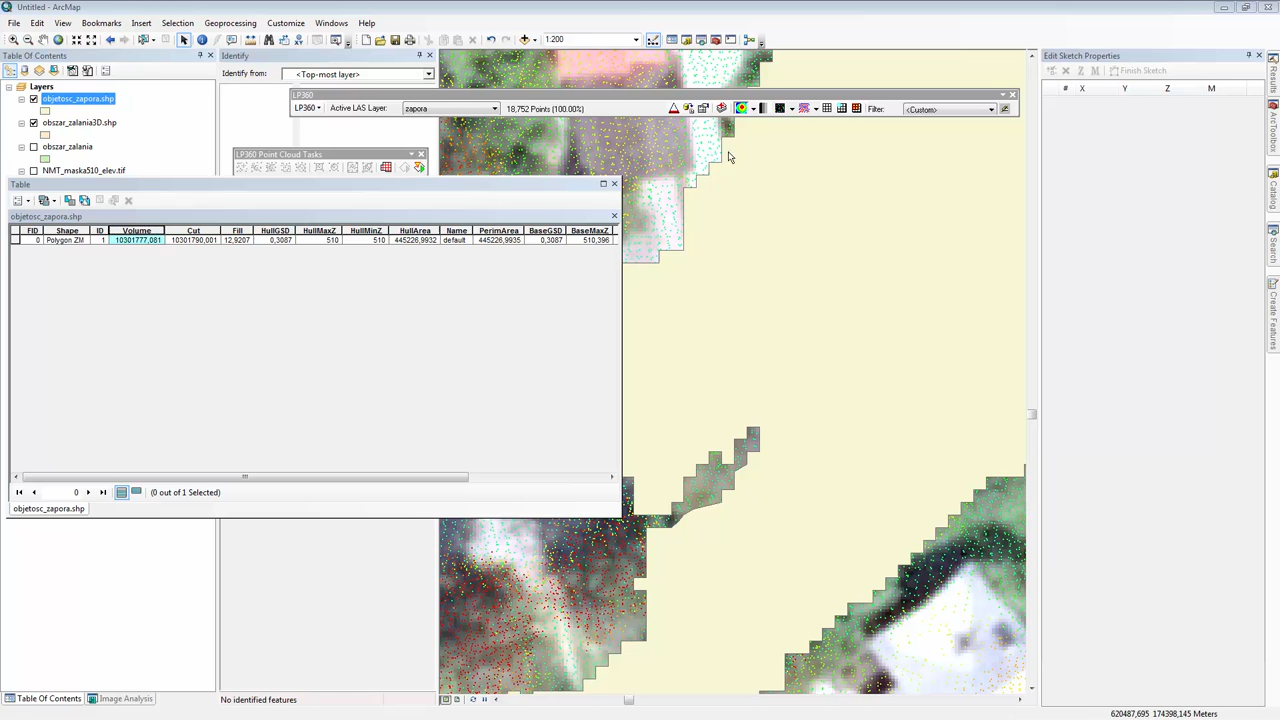 Untitled - ArcMap
File Edit View Bookmarks Insert Selection Geoprocessing Customize Windows Help
1:200
Table Of Contents
Identify
Edit Sketch Properties
Identify from: <Top-most layer>
# X Y Z M
Finish Sketch
Layers
objetosc_zapora.shp
obszar_zalania3D.shp
obszar_zalania
NMT_maska510_elev.tif
LP360
LP360 Active LAS Layer: zapora 18,752 Points (100.00%) Filter: <Custom>
LP360 Point Cloud Tasks
Table
objetosc_zapora.shp
FID Shape ID Volume Cut Fill HullGSD HullMaxZ HullMinZ HullArea Name PerimArea BaseGSD BaseMaxZ
0 Polygon ZM 1 10301777,081 10301790,001 12,9207 0,3087 510 510 445226,9932 default 445226,9935 0,3087 510,396
0 (0 out of 1 Selected)
objetosc_zapora.shp
Results
ArcToolbox
Catalog
Search
Create Features
Table Of Contents Image Analysis
No identified features
620487,695 174398,145 Meters